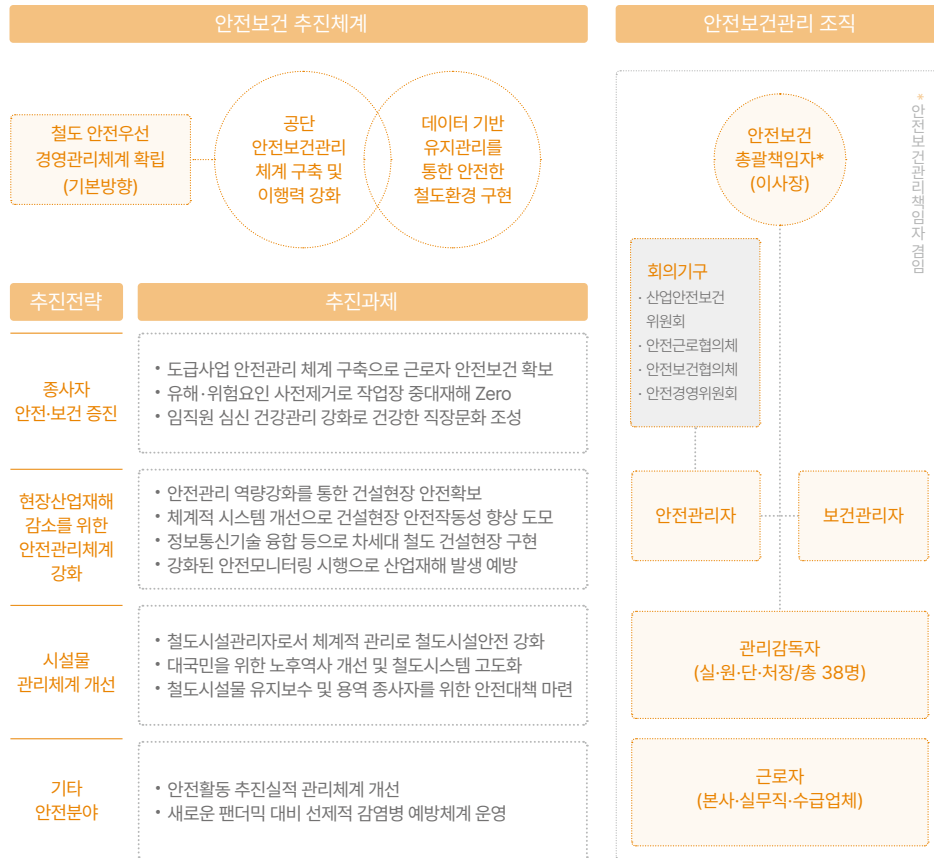 안전보건 추진체계
철도 안전우선
경영관리체계 확립
(기본방향)
공단
안전보건관리
체계 구축 및
이행력 강화
데이터 기반
유지관리를
통한 안전한
철도환경 구현
추진전략
추진과제
종사자
안전·보건 증진
• 도급사업 안전관리 체계 구축으로 근로자 안전보건 확보
• 유해·위험요인 사전제거로 작업장 중대재해 Zero
• 임직원 심신 건강관리 강화로 건강한 직장문화 조성
현장산업재해
감소를 위한
안전관리체계
강화
• 안전관리 역량강화를 통한 건설현장 안전확보
• 체계적 시스템 개선으로 건설현장 안전작동성 향상 도모
• 정보통신기술 융합 등으로 차세대 철도 건설현장 구현
• 강화된 안전모니터링 시행으로 산업재해 발생 예방
시설물
관리체계 개선
• 철도시설관리자로서 체계적 관리로 철도시설안전 강화
• 대국민을 위한 노후역사 개선 및 철도시스템 고도화
• 철도시설물 유지보수 및 용역 종사자를 위한 안전대책 마련
기타
안전분야
• 안전활동 추진실적 관리체계 개선
• 새로운 팬더믹 대비 선제적 감염병 예방체계 운영
안전보건관리 조직
안전보건
총괄책임자*
(이사장)
* 안전보건관리책임자 겸임
회의기구
· 산업안전보건
위원회
· 안전근로협의체
· 안전보건협의체
· 안전경영위원회
안전관리자
보건관리자
관리감독자
(실·원·단·처장/총 38명)
근로자
(본사·실무직·수급업체)